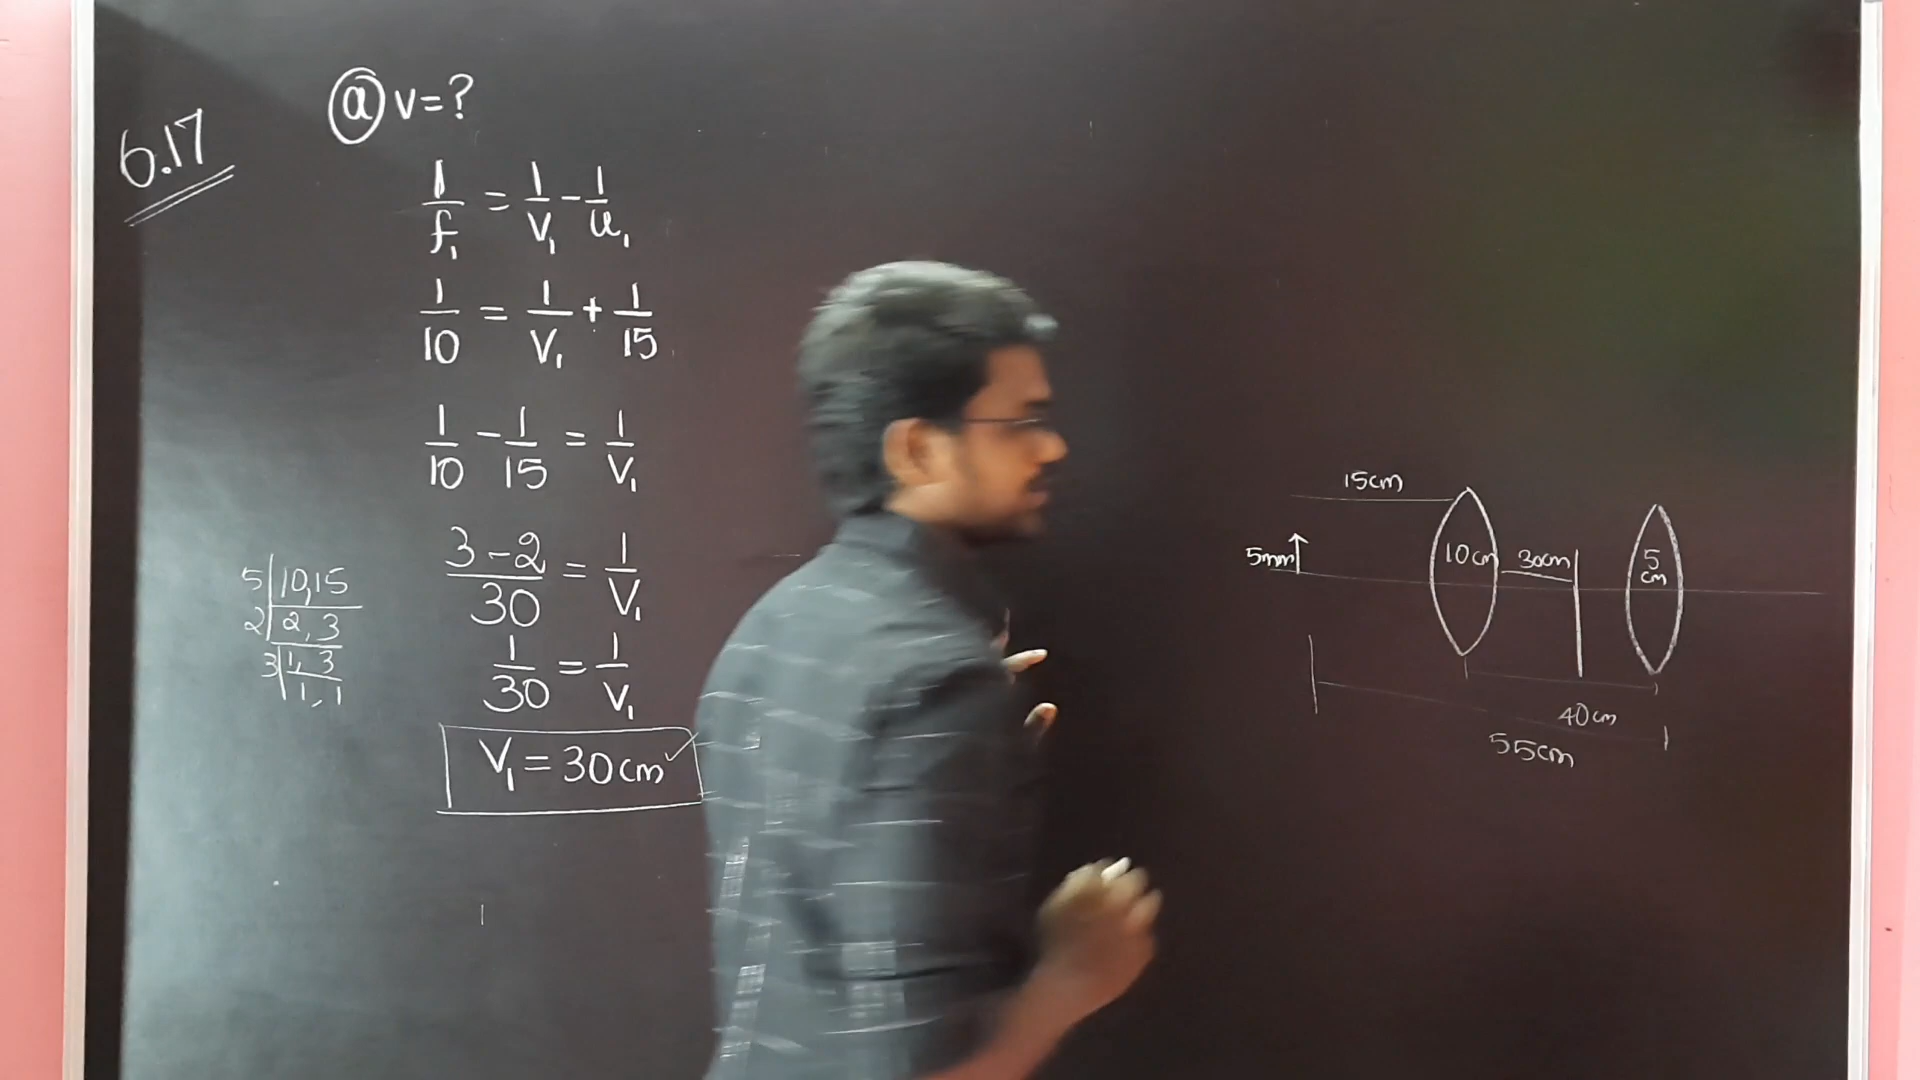 6.17
ⓐ v=?
1/f₁ = 1/v₁ - 1/u₁
1/10 = 1/v₁ + 1/15
1/10 - 1/15 = 1/v₁
3-2/30 = 1/v₁
1/30 = 1/v₁
v₁ = 30cm ✓
5|10,15
2|2,3
3|1,3
1,1
15cm
5mm
10cm
30cm
5 cm
40cm
55cm